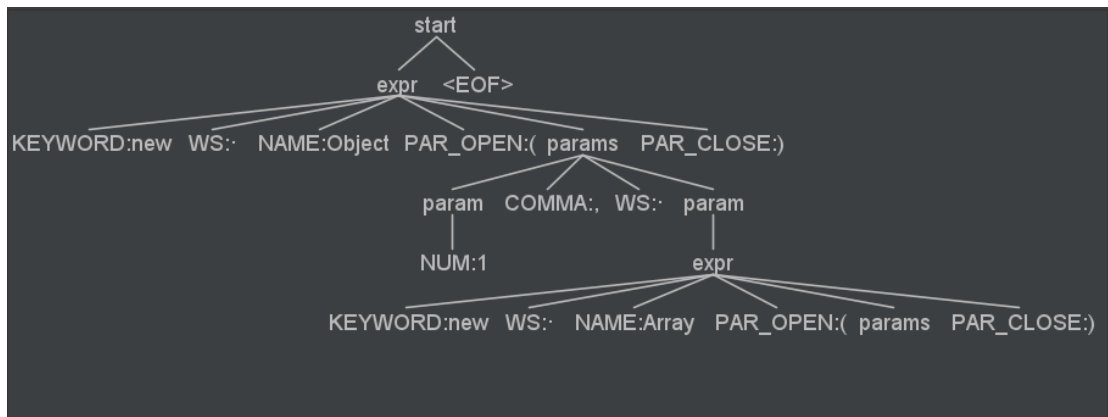 start
expr <EOF>
KEYWORD:new WS:· NAME:Object PAR_OPEN:( params PAR_CLOSE:)
param COMMA:, WS:· param
NUM:1 expr
KEYWORD:new WS:· NAME:Array PAR_OPEN:( params PAR_CLOSE:)